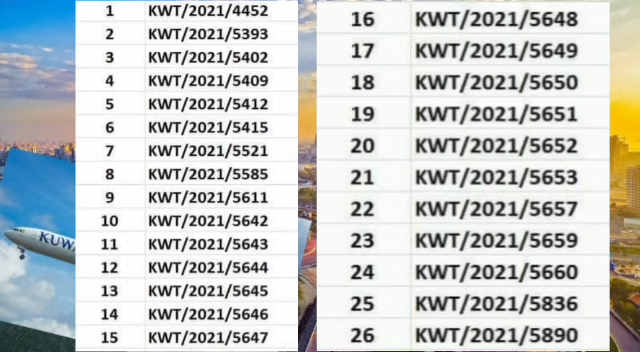 1 KWT/2021/4452
2 KWT/2021/5393
3 KWT/2021/5402
4 KWT/2021/5409
5 KWT/2021/5412
6 KWT/2021/5415
7 KWT/2021/5521
8 KWT/2021/5585
9 KWT/2021/5611
10 KWT/2021/5642
11 KWT/2021/5643
12 KWT/2021/5644
13 KWT/2021/5645
14 KWT/2021/5646
15 KWT/2021/5647
16 KWT/2021/5648
17 KWT/2021/5649
18 KWT/2021/5650
19 KWT/2021/5651
20 KWT/2021/5652
21 KWT/2021/5653
22 KWT/2021/5657
23 KWT/2021/5659
24 KWT/2021/5660
25 KWT/2021/5836
26 KWT/2021/5890
KUWA